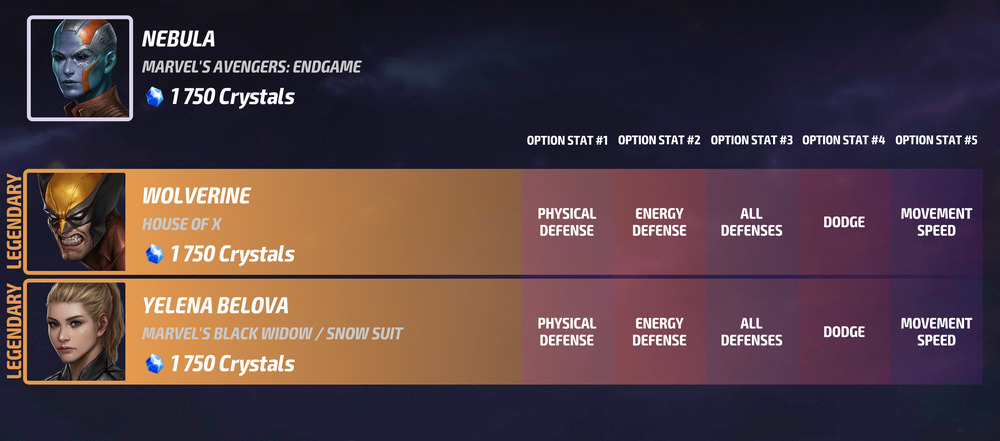 NEBULA
MARVEL'S AVENGERS: ENDGAME
1 750 Crystals
OPTION STAT #1 OPTION STAT #2 OPTION STAT #3 OPTION STAT #4 OPTION STAT #5
LEGENDARY
WOLVERINE
HOUSE OF X
1 750 Crystals
PHYSICAL DEFENSE
ENERGY DEFENSE
ALL DEFENSES
DODGE
MOVEMENT SPEED
LEGENDARY
YELENA BELOVA
MARVEL'S BLACK WIDOW / SNOW SUIT
1 750 Crystals
PHYSICAL DEFENSE
ENERGY DEFENSE
ALL DEFENSES
DODGE
MOVEMENT SPEED